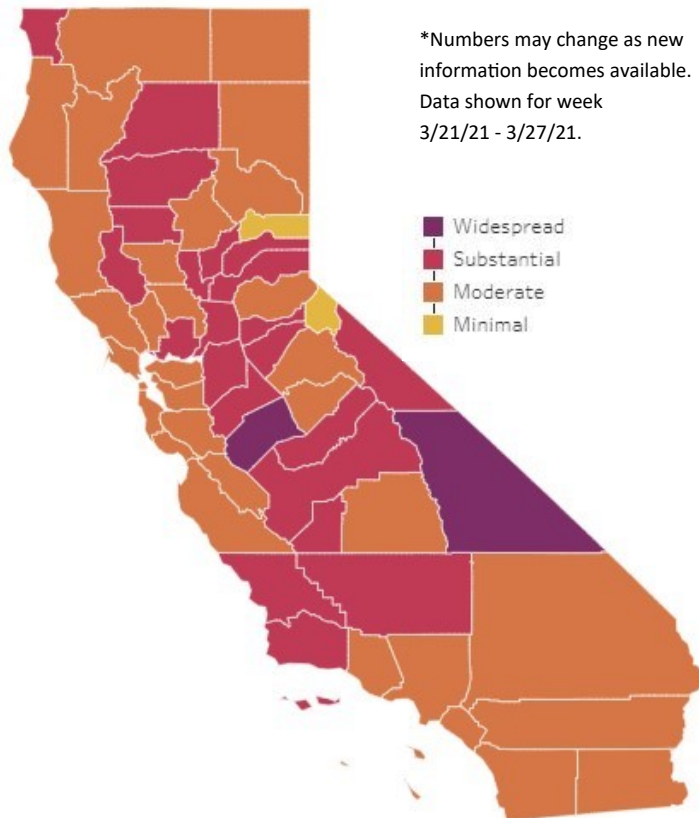 *Numbers may change as new
information becomes available.
Data shown for week
3/21/21 - 3/27/21.
Widespread
Substantial
Moderate
Minimal